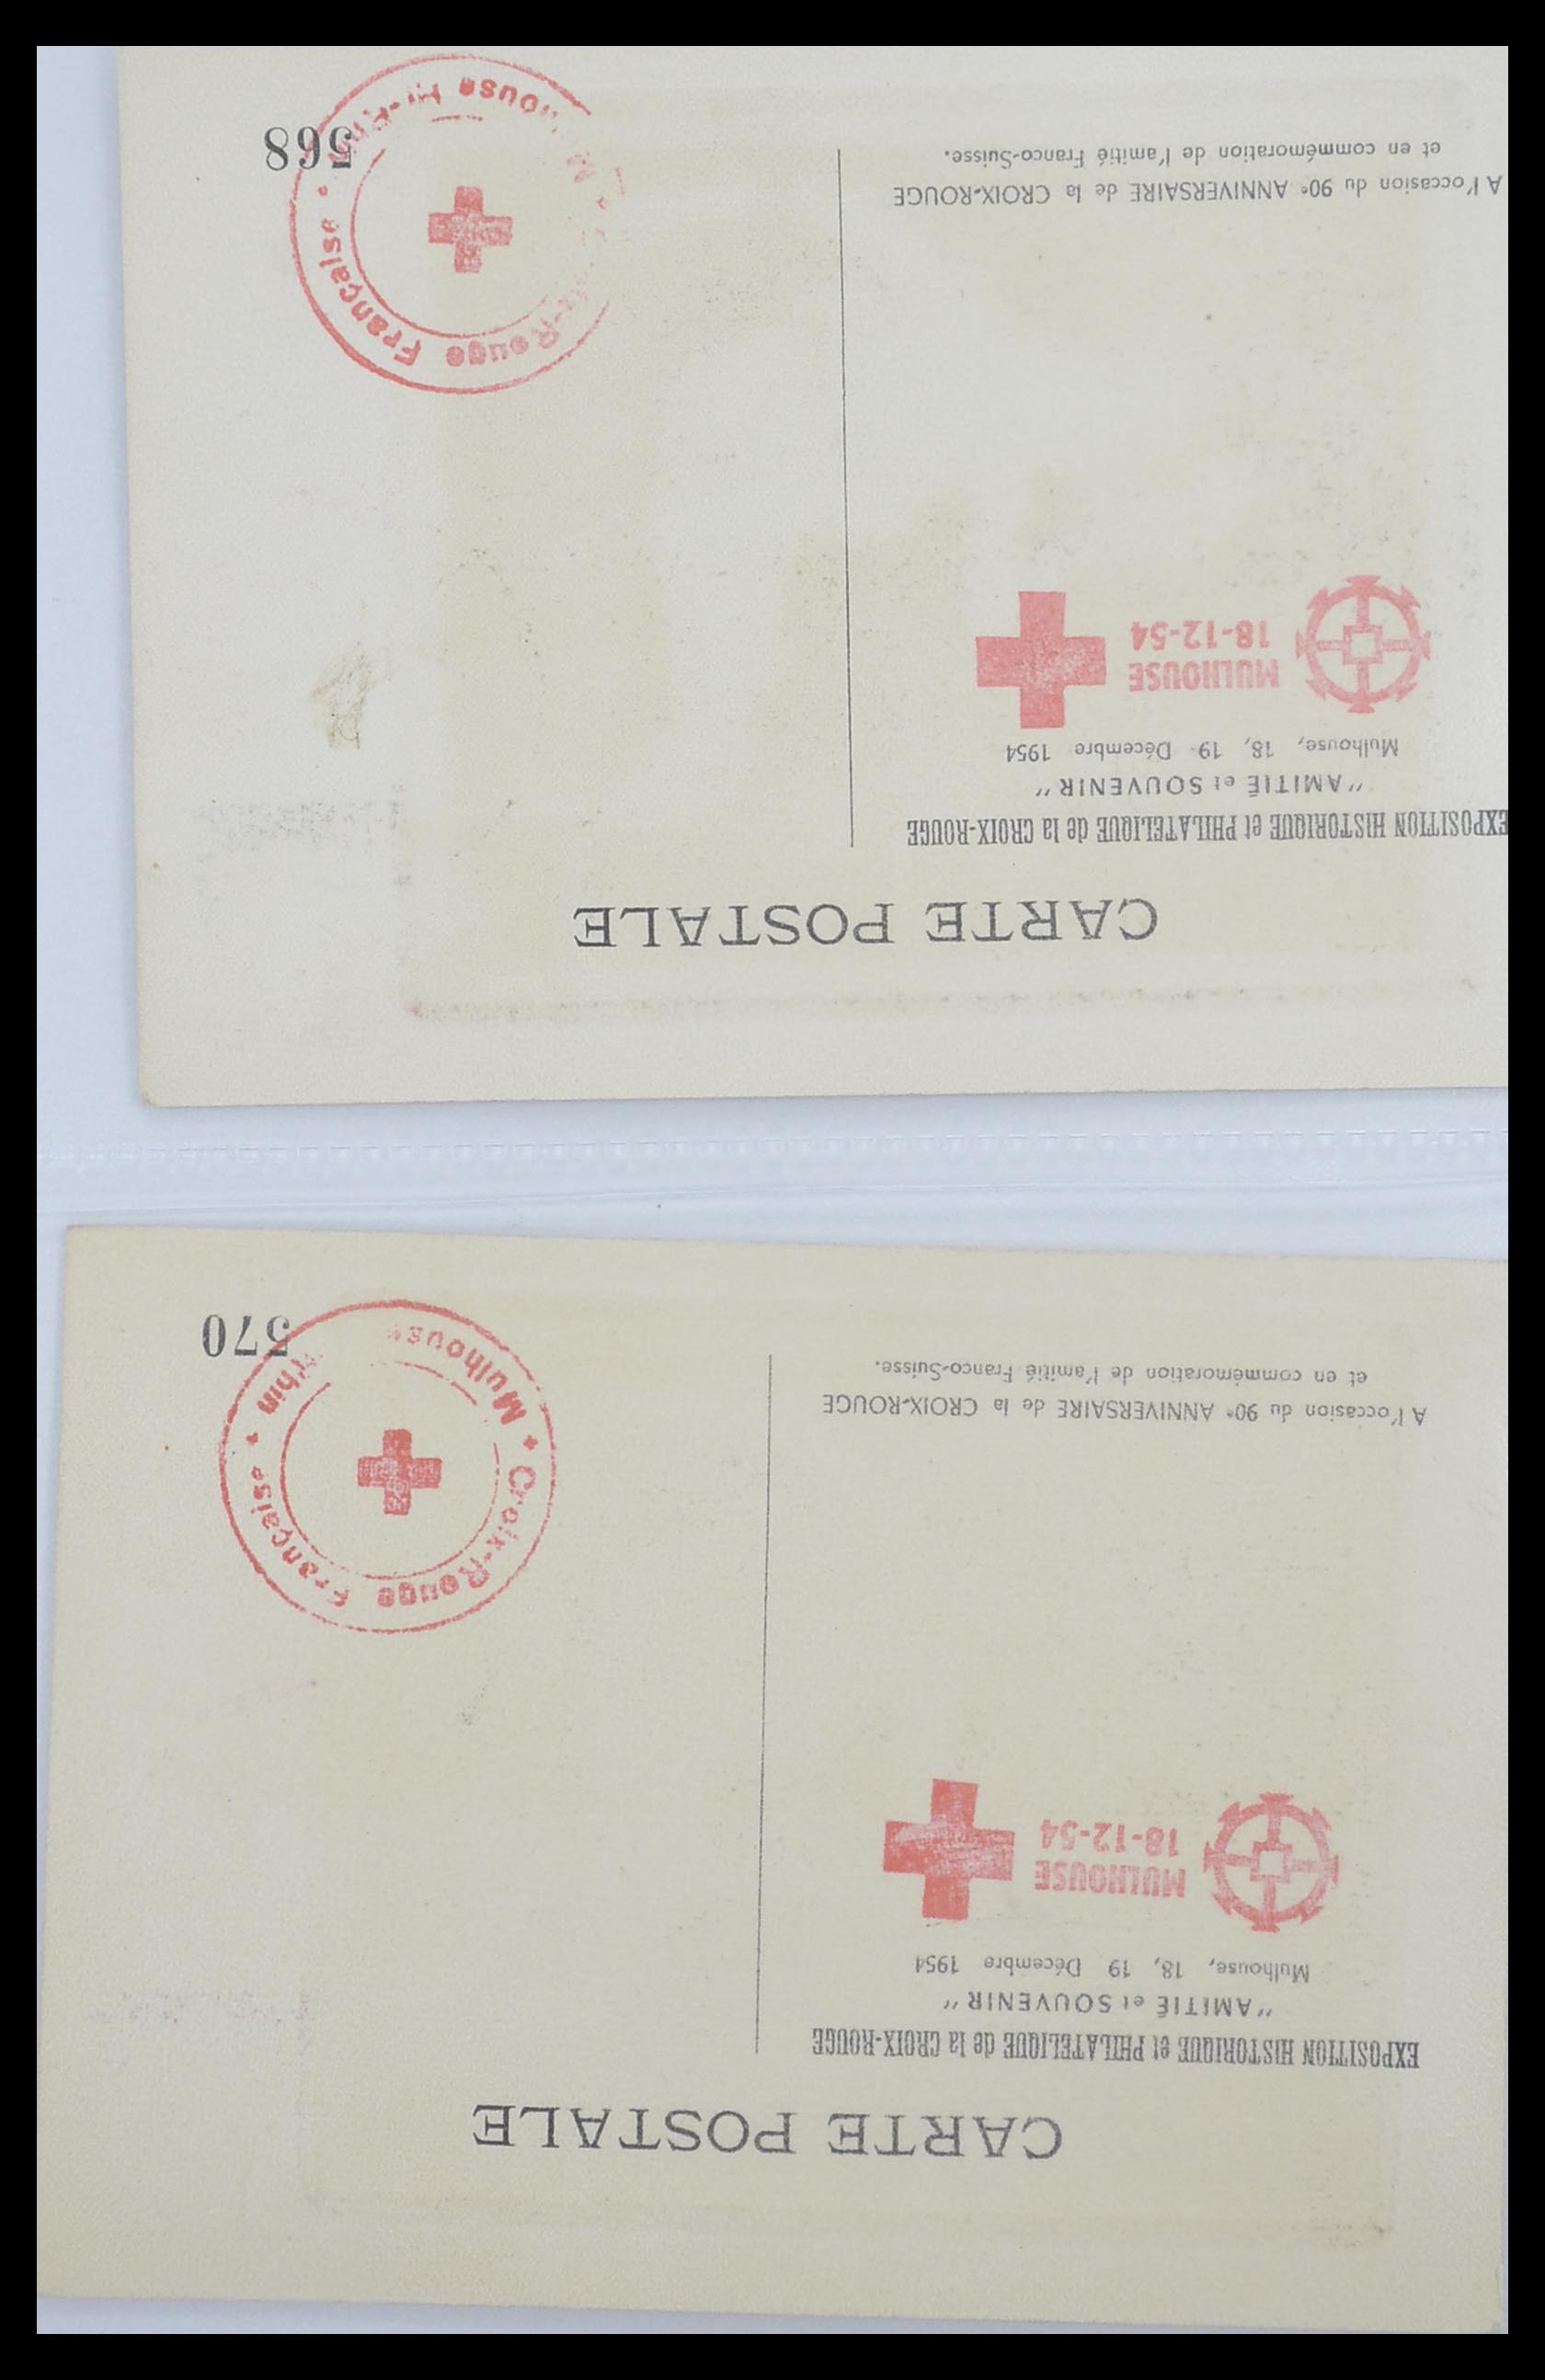 CARTE POSTALE
EXPOSITION HISTORIQUE et PHILATELIQUE de la CROIX-ROUGE
"AMITIÉ et SOUVENIR"
Mulhouse, 18, 19 Décembre 1954
MULHOUSE
18-12-54
Croix-Rouge Française
Mulhouse Rhin
A l'occasion du 90e ANNIVERSAIRE de la CROIX-ROUGE
et en commémoration de l'amitié Franco-Suisse.
570
CARTE POSTALE
EXPOSITION HISTORIQUE et PHILATELIQUE de la CROIX-ROUGE
"AMITIÉ et SOUVENIR"
Mulhouse, 18, 19 Décembre 1954
MULHOUSE
18-12-54
Rouge Française
A l'occasion du 90e ANNIVERSAIRE de la CROIX-ROUGE
et en commémoration de l'amitié Franco-Suisse.
568